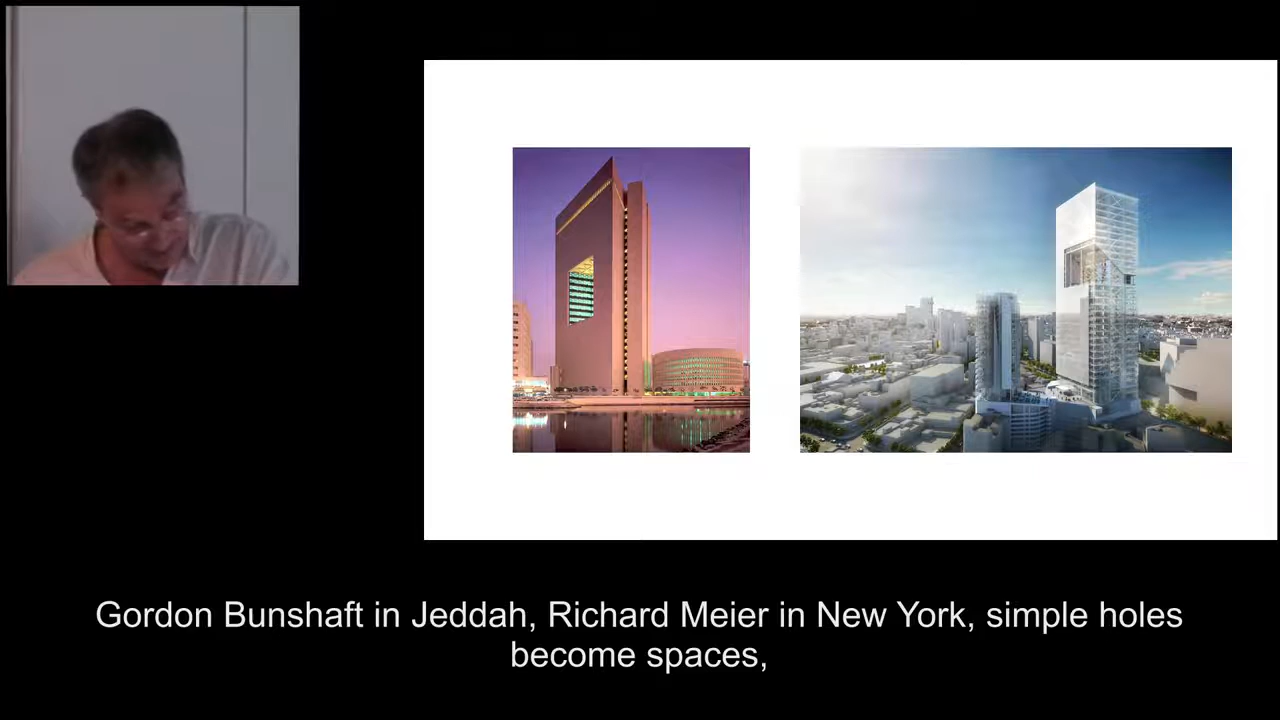 Gordon Bunshaft in Jeddah, Richard Meier in New York, simple holes
become spaces,